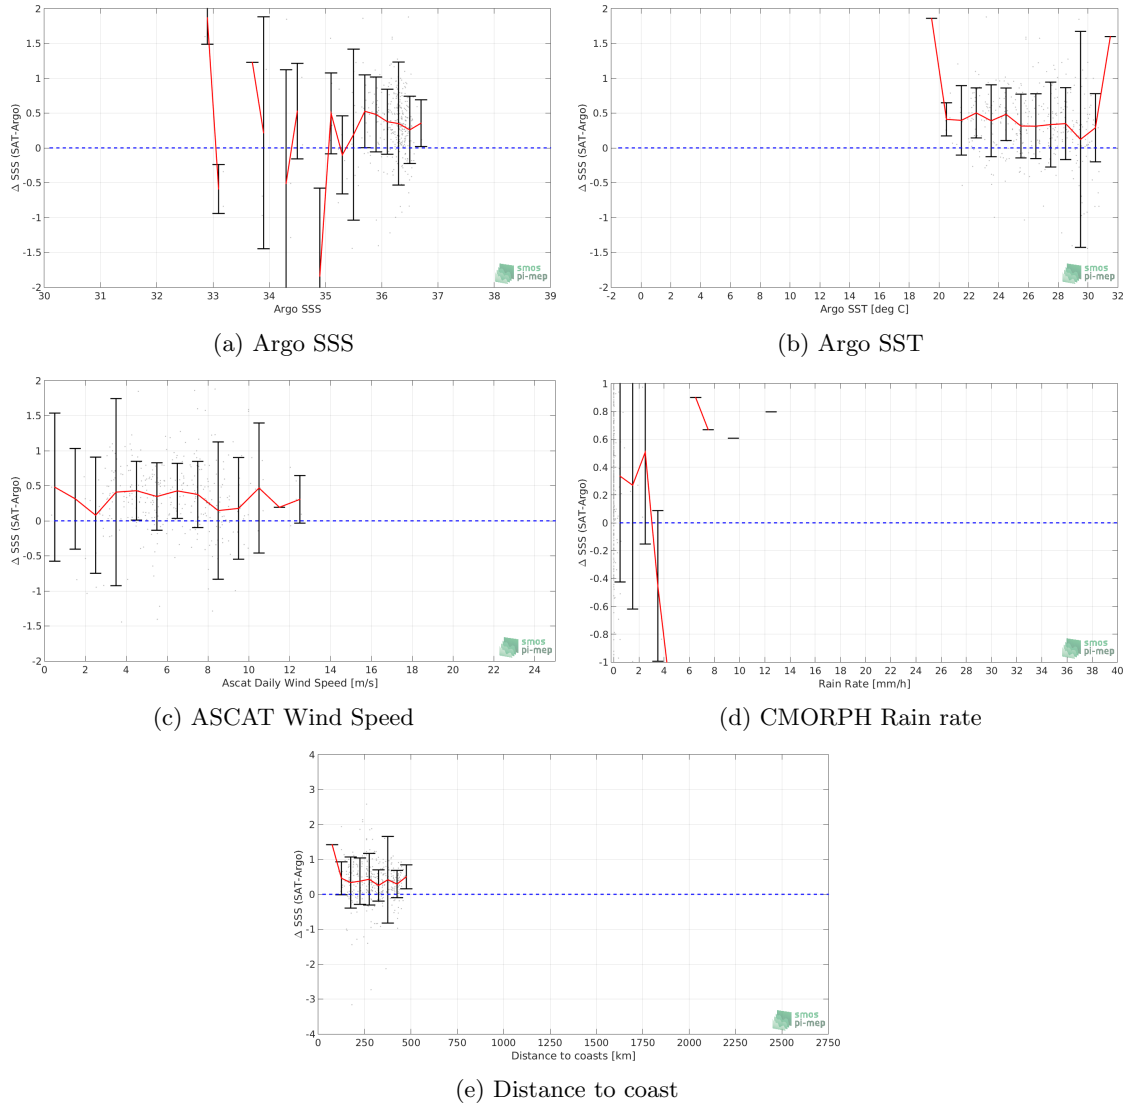 2
1.5
1
0.5
0
-0.5
-1
-1.5
-2
Δ SSS (SAT-Argo)
30 31 32 33 34 35 36 37 38 39
Argo SSS
smos
pi-mep
(a) Argo SSS
2
1.5
1
0.5
0
-0.5
-1
-1.5
-2
Δ SSS (SAT-Argo)
-2 0 2 4 6 8 10 12 14 16 18 20 22 24 26 28 30 32
Argo SST [deg C]
smos
pi-mep
(b) Argo SST
2
1.5
1
0.5
0
-0.5
-1
-1.5
-2
Δ SSS (SAT-Argo)
0 2 4 6 8 10 12 14 16 18 20 22 24
Ascat Daily Wind Speed [m/s]
smos
pi-mep
(c) ASCAT Wind Speed
1
0.8
0.6
0.4
0.2
0
-0.2
-0.4
-0.6
-0.8
-1
Δ SSS (SAT-Argo)
0 2 4 6 8 10 12 14 16 18 20 22 24 26 28 30 32 34 36 38 40
Rain Rate [mm/h]
smos
pi-mep
(d) CMORPH Rain rate
4
3
2
1
0
-1
-2
-3
-4
Δ SSS (SAT-Argo)
0 250 500 750 1000 1250 1500 1750 2000 2250 2500 2750
Distance to coasts [km]
smos
pi-mep
(e) Distance to coast